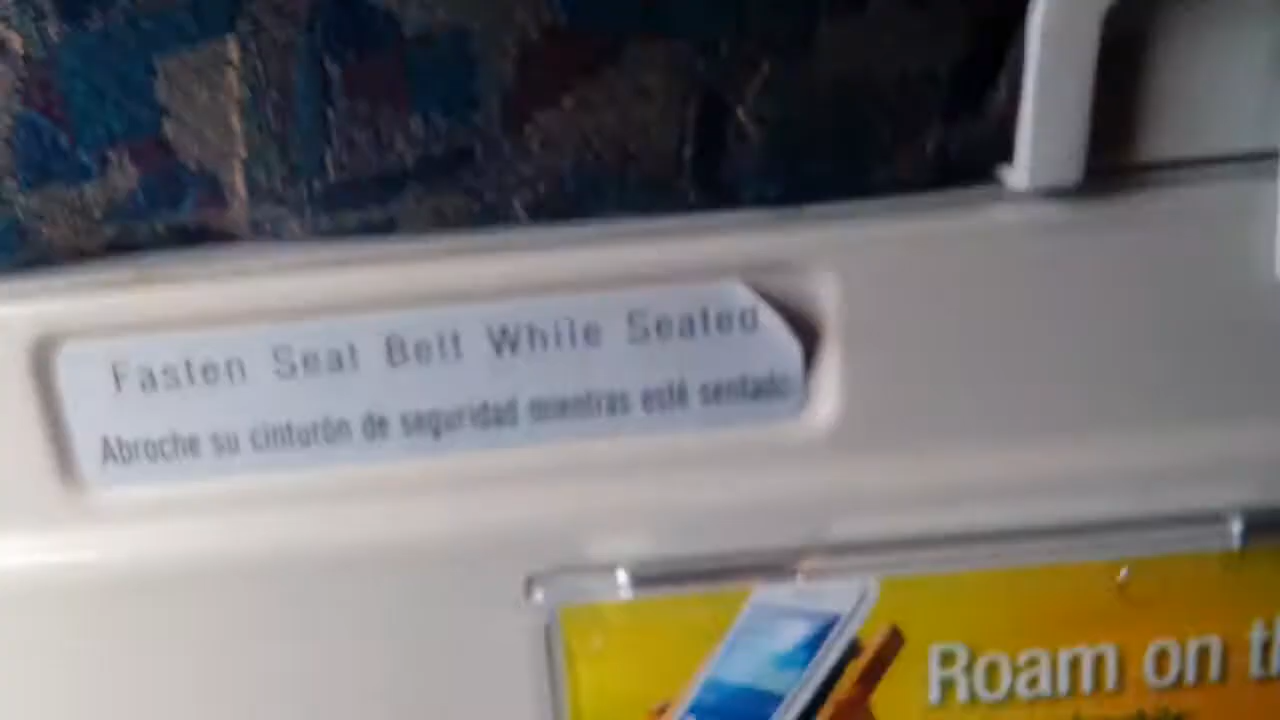 Fasten Seat Belt While Seated
Abroche su cinturón de seguridad mientras esté sentado
Roam on